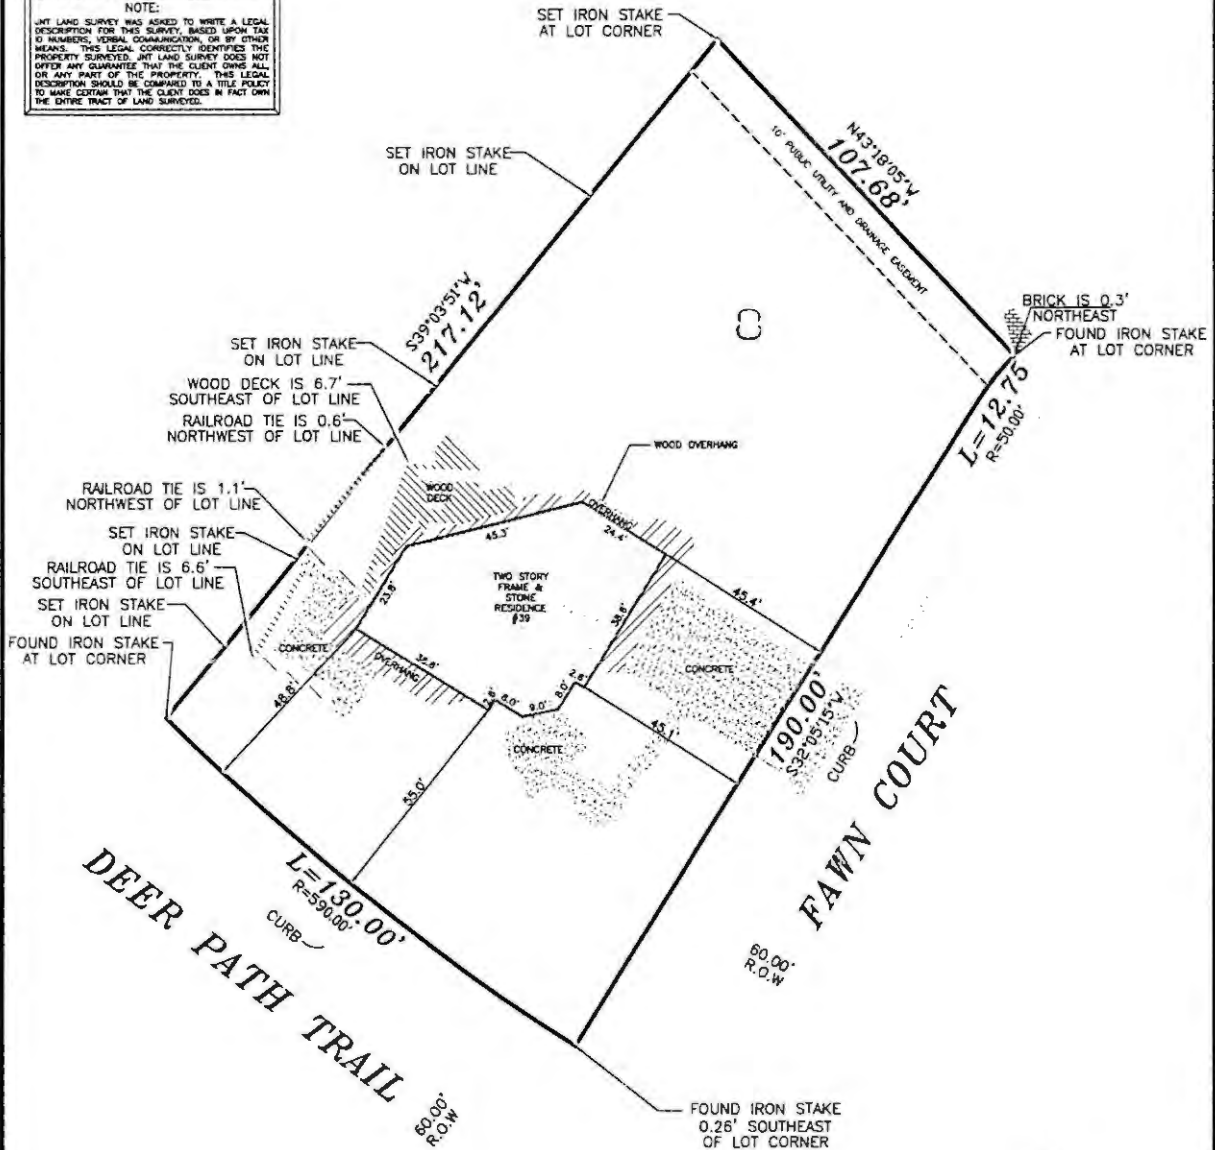 NOTE:
JNT LAND SURVEY WAS ASKED TO WRITE A LEGAL
DESCRIPTION FOR THIS SURVEY, BASED UPON TAX
ID NUMBERS, VERBAL COMMUNICATION, OR BY OTHER
MEANS. THIS LEGAL CORRECTLY IDENTIFIES THE
PROPERTY SURVEYED. JNT LAND SURVEY DOES NOT
OFFER ANY GUARANTEE THAT THE CLIENT OWNS ALL,
OR ANY PART OF THE PROPERTY. THIS LEGAL
DESCRIPTION SHOULD BE COMPARED TO A TITLE POLICY
TO MAKE CERTAIN THAT THE CLIENT DOES IN FACT OWN
THE ENTIRE TRACT OF LAND SURVEYED.
SET IRON STAKE
AT LOT CORNER
N43°18'05"W
107.68'
10' PUBLIC UTILITY AND DRAINAGE EASEMENT
SET IRON STAKE
ON LOT LINE
BRICK IS 0.3'
NORTHEAST
FOUND IRON STAKE
AT LOT CORNER
8
S39°03'51"W
217.12'
L=12.75
R=50.00'
SET IRON STAKE
ON LOT LINE
WOOD DECK IS 6.7'
SOUTHEAST OF LOT LINE
RAILROAD TIE IS 0.6'
NORTHWEST OF LOT LINE
WOOD OVERHANG
RAILROAD TIE IS 1.1'
NORTHWEST OF LOT LINE
WOOD
DECK
OVERHANG
24.4'
45.3'
SET IRON STAKE
ON LOT LINE
RAILROAD TIE IS 6.6'
SOUTHEAST OF LOT LINE
SET IRON STAKE
ON LOT LINE
FOUND IRON STAKE
AT LOT CORNER
TWO STORY
FRAME &
STONE
RESIDENCE
#39
23.8'
38.8'
45.4'
CONCRETE
OVERHANG
CONCRETE
48.8'
6.0'
9.0'
8.0'
2.8'
45.1'
CONCRETE
55.0'
190.00'
S32°05'15"W
CURB
FAWN COURT
60.00'
R.O.W
L=130.00'
R=590.00'
CURB
DEER PATH TRAIL
60.00'
R.O.W
FOUND IRON STAKE
0.26' SOUTHEAST
OF LOT CORNER